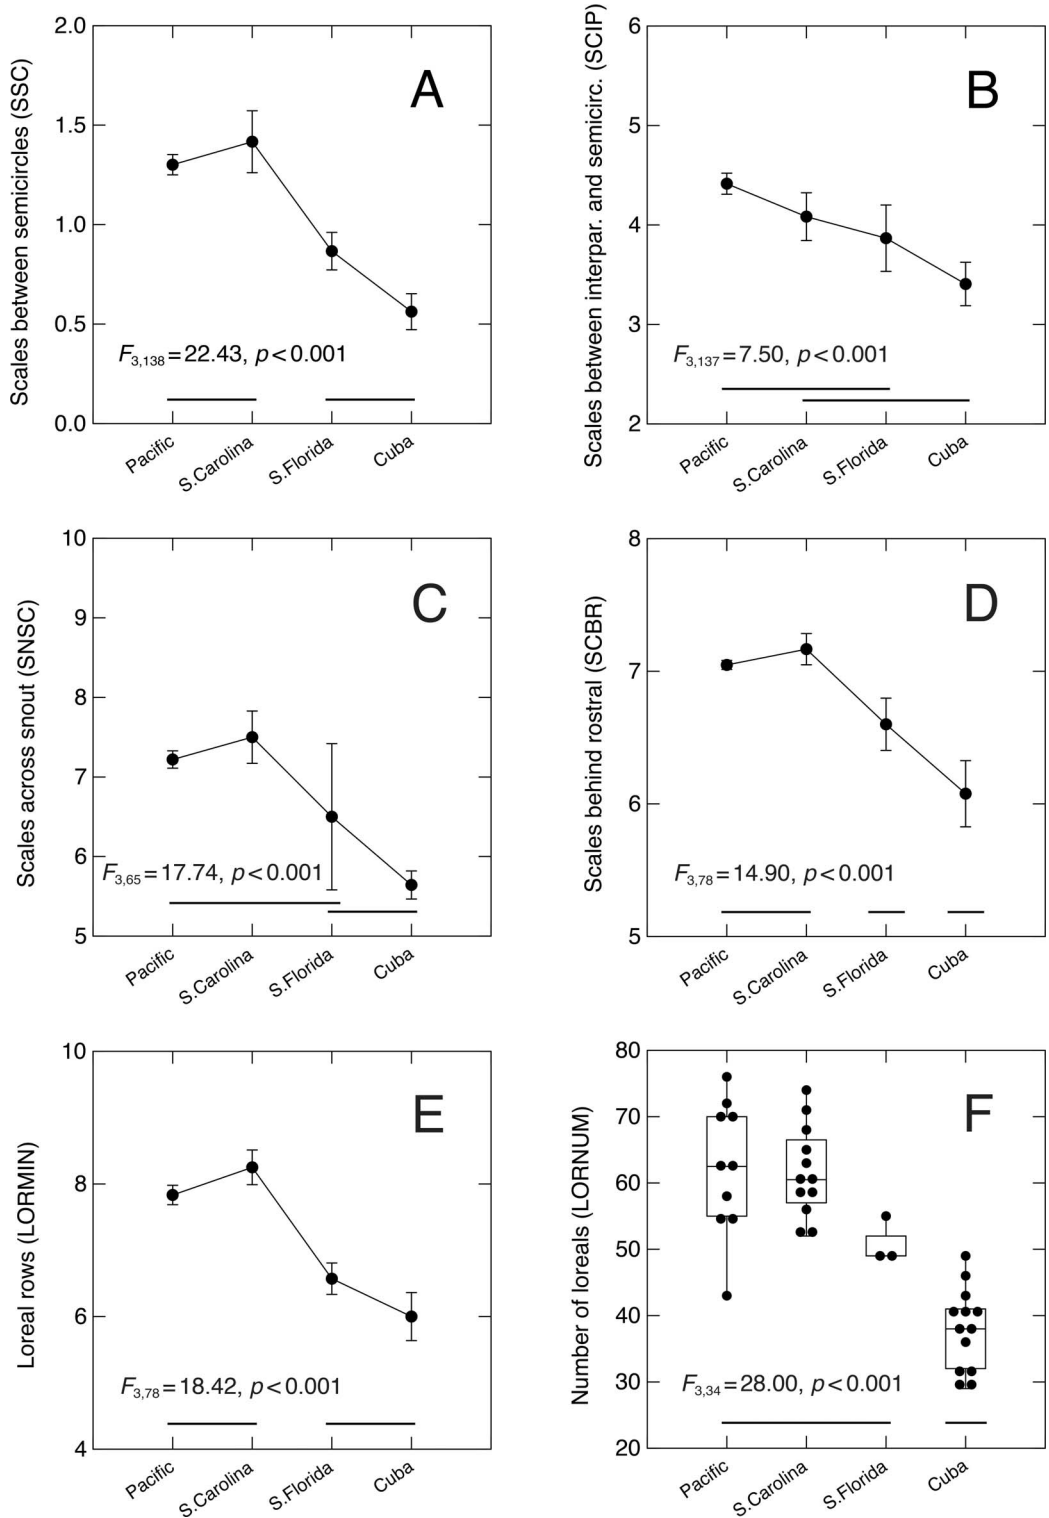 Scales between semicircles (SSC)
2.0
1.5
1.0
0.5
0.0
A
F3,138=22.43, p<0.001
Pacific
S.Carolina
S.Florida
Cuba
Scales between interpar. and semicirc. (SCIP)
6
5
4
3
2
B
F3,137=7.50, p<0.001
Pacific
S.Carolina
S.Florida
Cuba
Scales across snout (SNSC)
10
9
8
7
6
5
C
F3,65=17.74, p<0.001
Pacific
S.Carolina
S.Florida
Cuba
Scales behind rostral (SCBR)
8
7
6
5
D
F3,78=14.90, p<0.001
Pacific
S.Carolina
S.Florida
Cuba
Loreal rows (LORMIN)
10
8
6
4
E
F3,78=18.42, p<0.001
Pacific
S.Carolina
S.Florida
Cuba
Number of loreals (LORNUM)
80
70
60
50
40
30
20
F
F3,34=28.00, p<0.001
Pacific
S.Carolina
S.Florida
Cuba